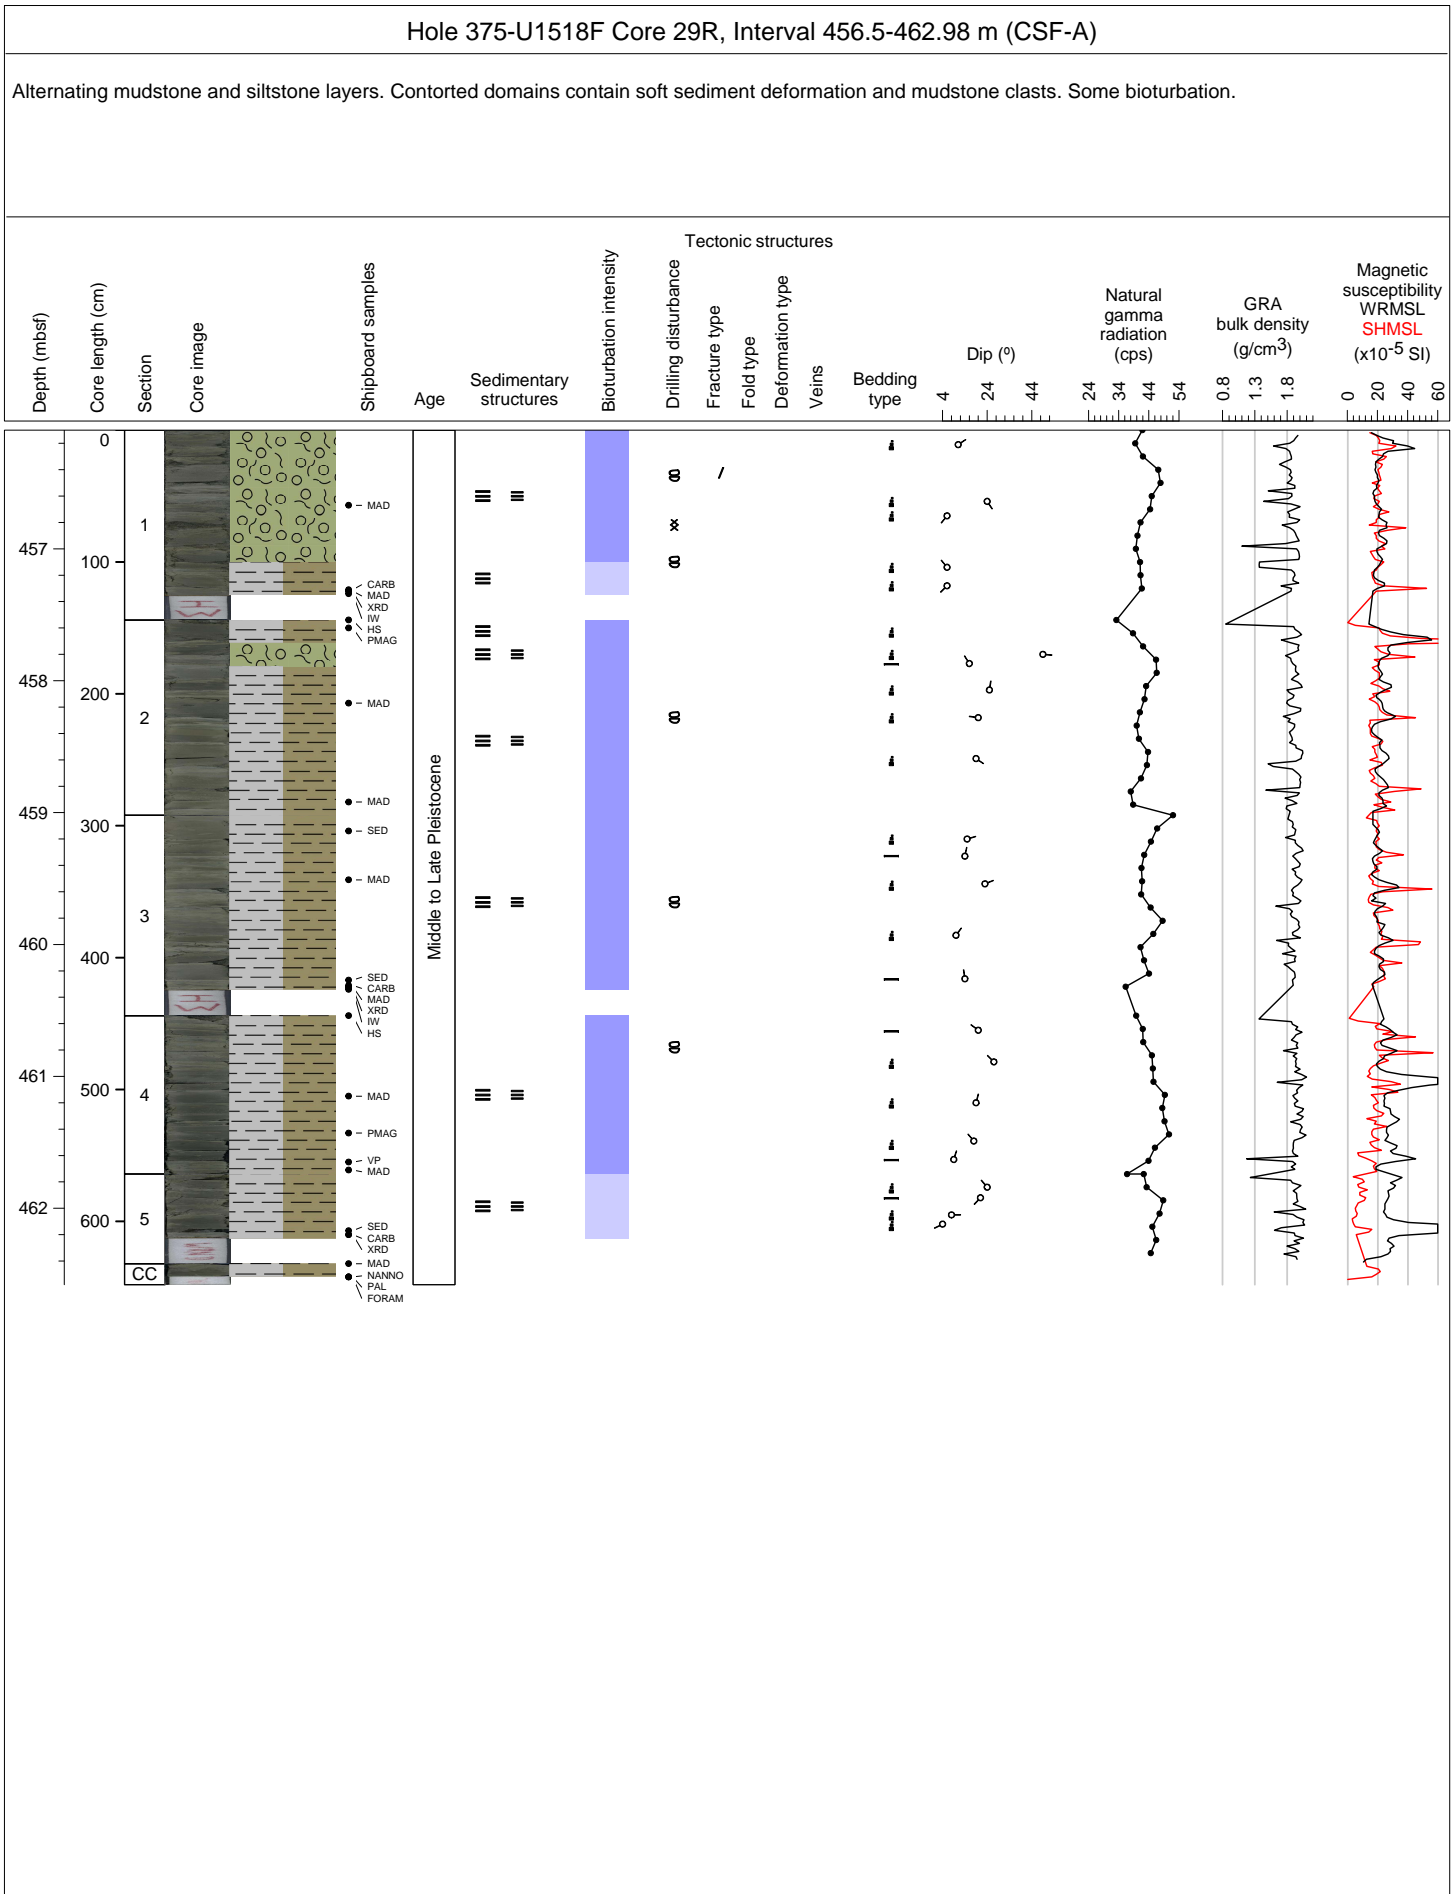 Hole 375-U1518F Core 29R, Interval 456.5-462.98 m (CSF-A)
Alternating mudstone and siltstone layers. Contorted domains contain soft sediment deformation and mudstone clasts. Some bioturbation.
Depth (mbsf)
Core length (cm)
Section
Core image
Shipboard samples
Age
Sedimentary
structures
Bioturbation intensity
Drilling disturbance
Tectonic structures
Fracture type
Fold type
Deformation type
Veins
Bedding
type
Dip (º)
4 24 44
Natural
gamma
radiation
(cps)
24 34 44 54
GRA
bulk density
(g/cm3)
0.8 1.3 1.8
Magnetic
susceptibility
WRMSL
SHMSL
(x10-5 SI)
0 20 40 60
457
458
459
460
461
462
0
100
200
300
400
500
600
1
2
3
4
5
CC
MAD
CARB
MAD
XRD
IW
HS
PMAG
MAD
MAD
SED
MAD
SED
CARB
MAD
XRD
IW
HS
MAD
PMAG
VP
MAD
SED
CARB
XRD
MAD
NANNO
PAL
FORAM
Middle to Late Pleistocene